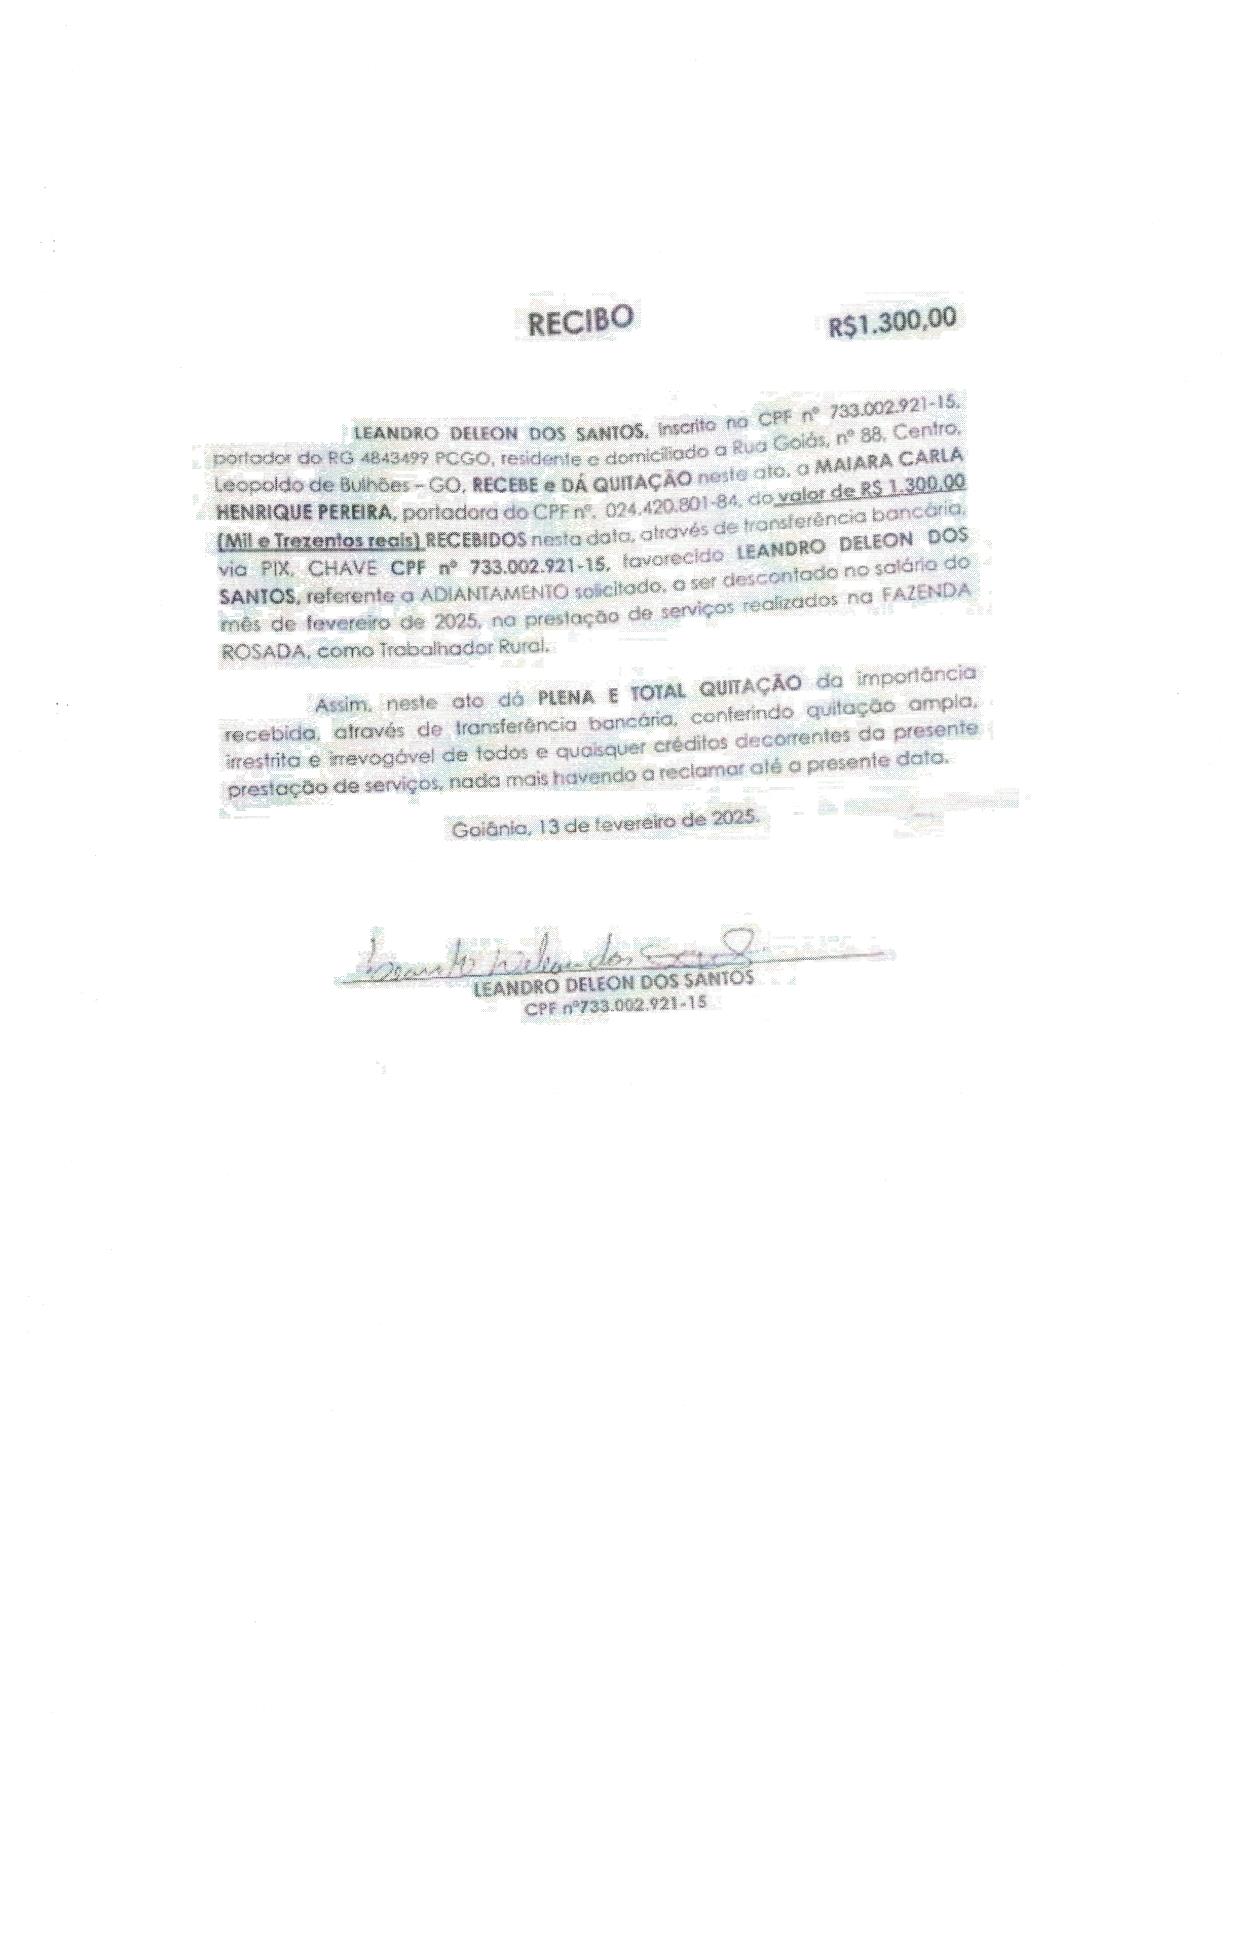 RECIBO R$1.300,00
LEANDRO DELEON DOS SANTOS, inscrito no CPF nº 733.002.921-15,
portador do RG 4843499 PCGO, residente e domiciliado a Rua Goiás, nº 88, Centro,
Leopoldo de Bulhões – GO, RECEBE e DÁ QUITAÇÃO neste ato, a MAIARA CARLA
HENRIQUE PEREIRA, portadora do CPF nº. 024.420.801-84, do valor de R$ 1.300,00
(Mil e Trezentos reais) RECEBIDOS nesta data, através de transferência bancária,
via PIX, CHAVE CPF nº 733.002.921-15, favorecido LEANDRO DELEON DOS
SANTOS, referente a ADIANTAMENTO solicitado, a ser descontado no salário do
mês de fevereiro de 2025, na prestação de serviços realizados na FAZENDA
ROSADA, como Trabalhador Rural.
Assim, neste ato dá PLENA E TOTAL QUITAÇÃO da importância
recebida, através de transferência bancária, conferindo quitação ampla,
irrestrita e irrevogável de todos e quaisquer créditos decorrentes da presente
prestação de serviços, nada mais havendo a reclamar até a presente data.
Goiânia, 13 de fevereiro de 2025.
Leandro Deleon dos Santos
LEANDRO DELEON DOS SANTOS
CPF nº733.002.921-15